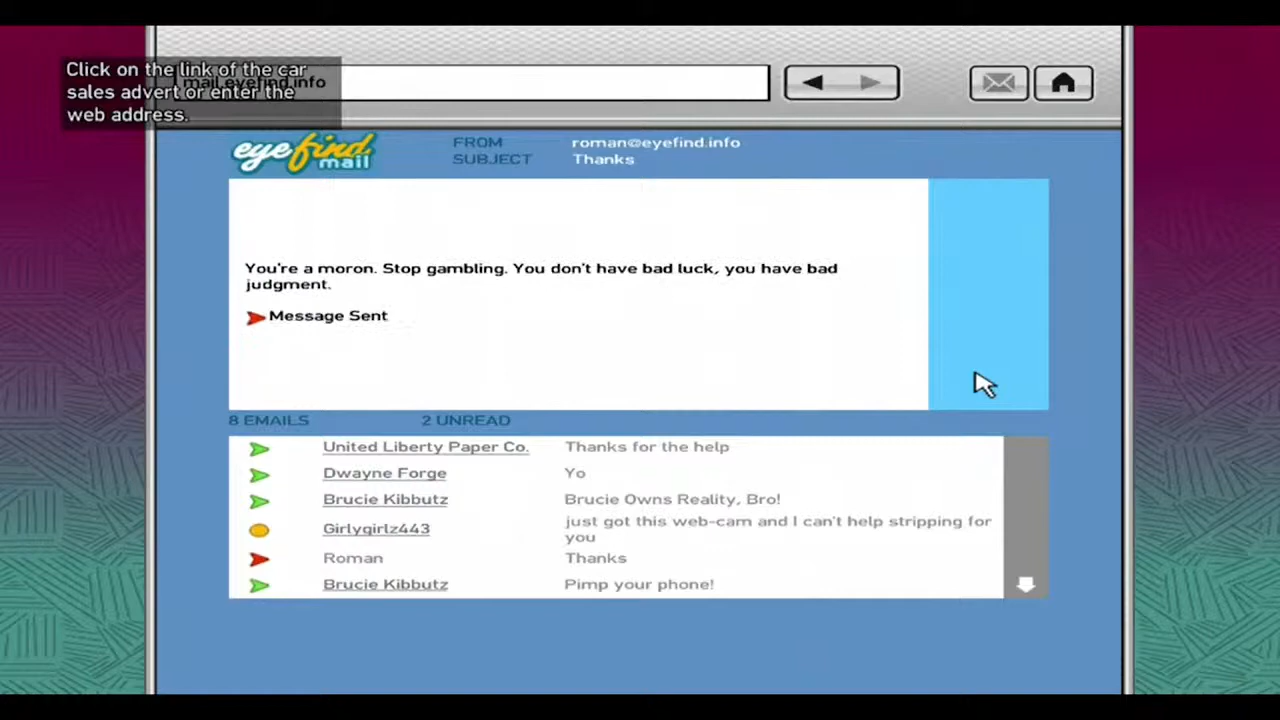 Click on the link of the car
sales advert or enter the
web address.
mail.eyefind.info
eyefind mail
FROM roman@eyefind.info
SUBJECT Thanks
You're a moron. Stop gambling. You don't have bad luck, you have bad
judgment.
Message Sent
8 EMAILS 2 UNREAD
United Liberty Paper Co. Thanks for the help
Dwayne Forge Yo
Brucie Kibbutz Brucie Owns Reality, Bro!
Girlygirlz443 just got this web-cam and I can't help stripping for
you
Roman Thanks
Brucie Kibbutz Pimp your phone!